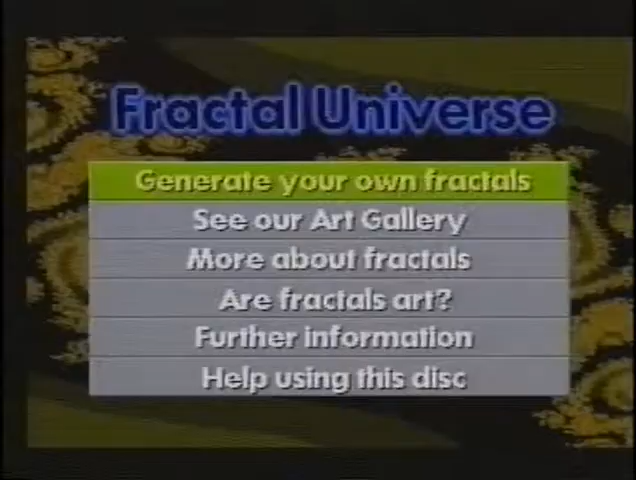 Fractal Universe
Generate your own fractals
See our Art Gallery
More about fractals
Are fractals art?
Further information
Help using this disc